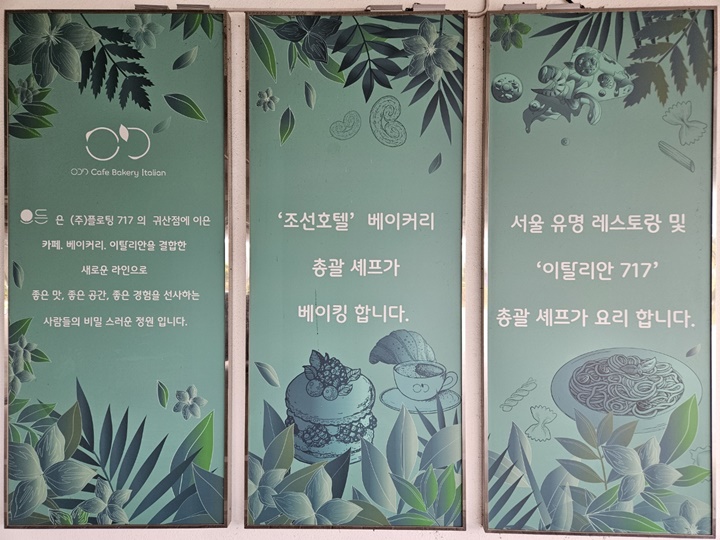 Cafe Bakery Italian
은 (주)플로팅 717 의 귀산점에 이은
카페, 베이커리, 이탈리안을 결합한
새로운 라인으로
좋은 맛, 좋은 공간, 좋은 경험을 선사하는
사람들의 비밀 스러운 정원 입니다.
‘조선호텔’ 베이커리
총괄 셰프가
베이킹 합니다.
서울 유명 레스토랑 및
‘이탈리안 717’
총괄 셰프가 요리 합니다.